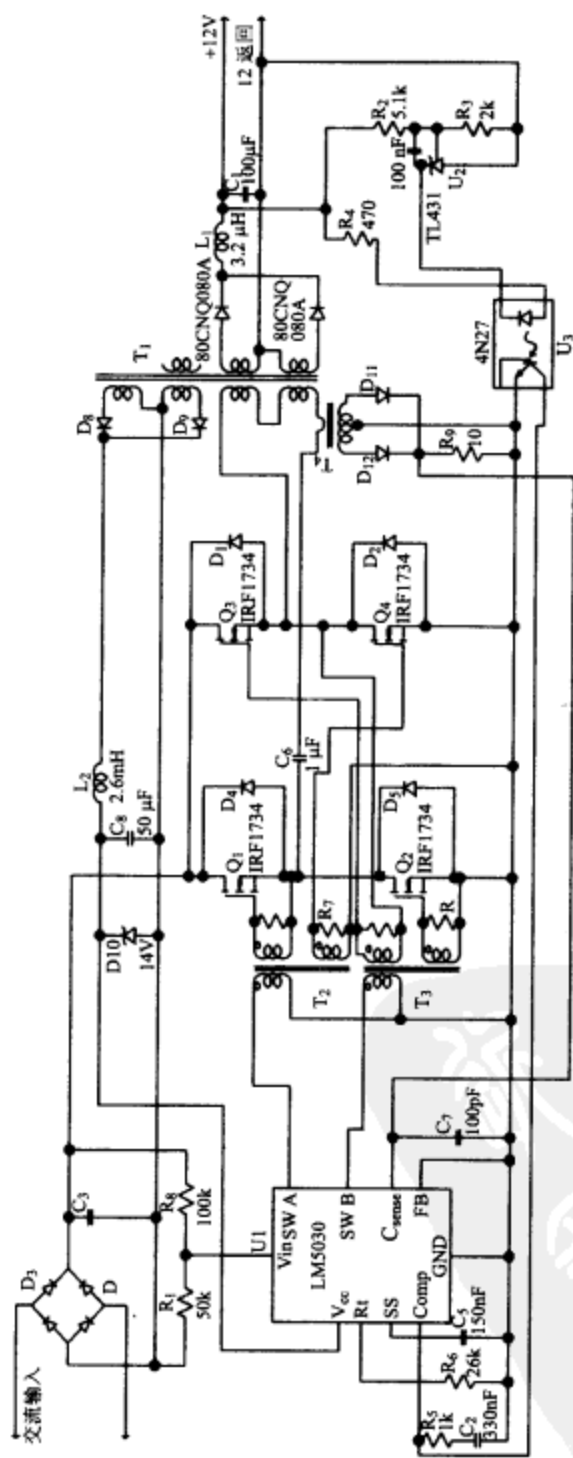 交流输入
D₃
D
C₃
R₈
100k
R₁
50k
D10
14V
C₈
50 μF
L₂
2.6mH
D₈
D₉
T₁
80CNQ080A
80CNQ
080A
L₁
3.2 μH
C₁
100μF
+12V
12 返回
U1
Vin
SW A
LM5030
Vcc
Rt
SW B
SS
Csense
Comp
GND
FB
R₅
1k
C₂
330nF
R₆
26k
C₅
150nF
C₇
100pF
T₂
T₃
R₇
R
Q₁
IRF1734
D₄
Q₂
IRF1734
D₅
C₆
1 μF
Q₃
IRF1734
D₁
Q₄
IRF1734
D₂
D₁₁
D₁₂
R₉
10
R₂
5.1k
100 nF
R₃
2k
U₂
TL431
R₄
470
4N27
U₃